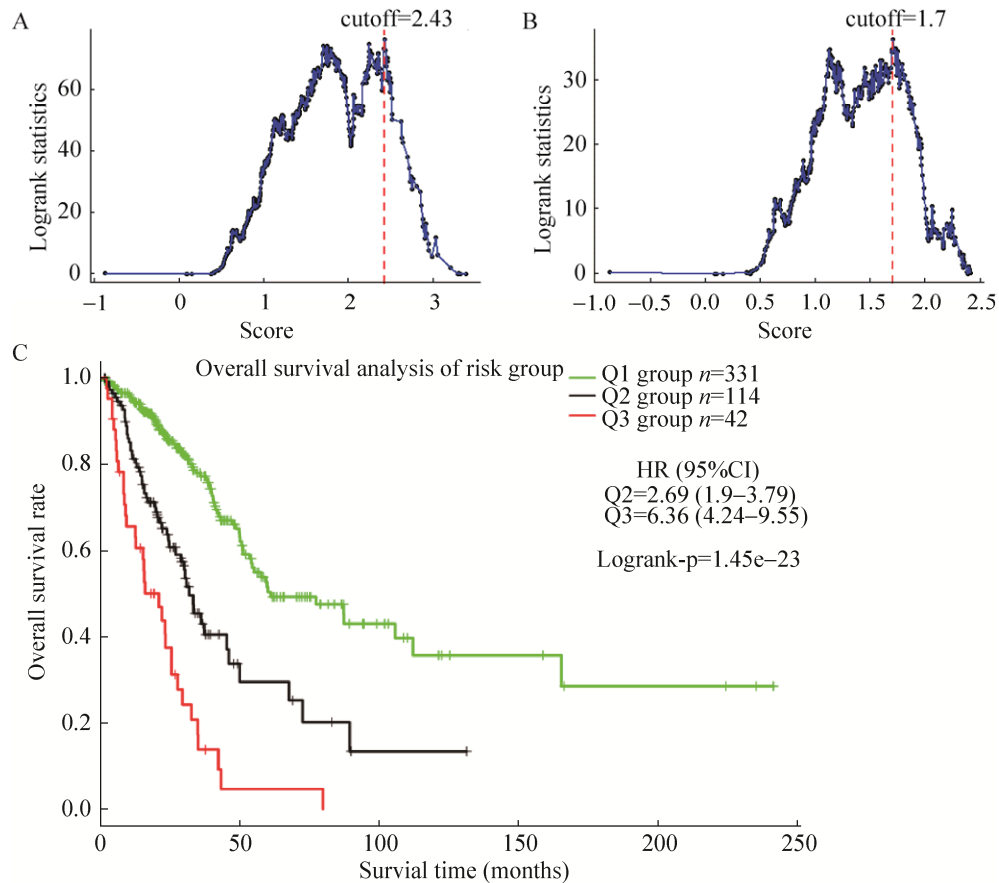 A
cutoff=2.43
Logrank statistics
60
40
20
0
−1
0
1
2
3
Score
B
cutoff=1.7
Logrank statistics
30
20
10
0
−1.0
−0.5
0.0
0.5
1.0
1.5
2.0
2.5
Score
C
Overall survival analysis of risk group
Q1 group n=331
Q2 group n=114
Q3 group n=42
HR (95%CI)
Q2=2.69 (1.9–3.79)
Q3=6.36 (4.24–9.55)
Logrank-p=1.45e−23
Overall survival rate
1.0
0.8
0.6
0.4
0.2
0.0
0
50
100
150
200
250
Survial time (months)